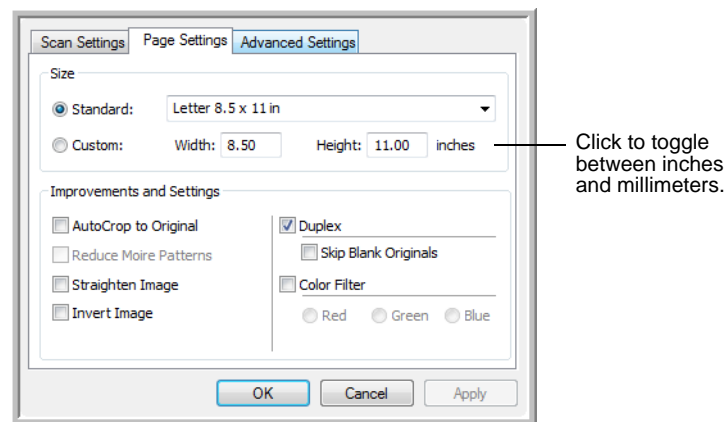 Scan Settings Page Settings Advanced Settings
Size
Standard: Letter 8.5 x 11 in
Custom: Width: 8.50 Height: 11.00 inches
Click to toggle
between inches
and millimeters.
Improvements and Settings
AutoCrop to Original
Reduce Moire Patterns
Straighten Image
Invert Image
Duplex
Skip Blank Originals
Color Filter
Red Green Blue
OK Cancel Apply